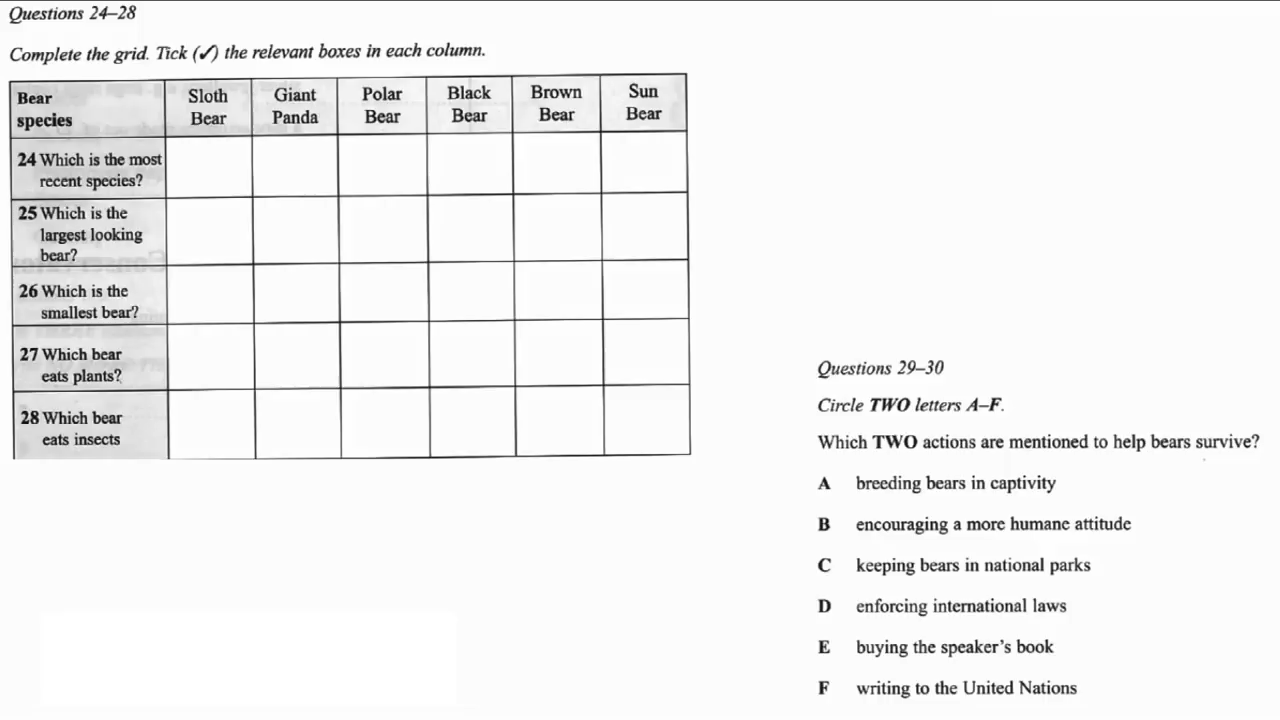 Questions 24–28
Complete the grid. Tick (✓) the relevant boxes in each column.
Bear species
Sloth Bear
Giant Panda
Polar Bear
Black Bear
Brown Bear
Sun Bear
24 Which is the most
recent species?
25 Which is the
largest looking
bear?
26 Which is the
smallest bear?
27 Which bear
eats plants?
28 Which bear
eats insects
Questions 29–30
Circle TWO letters A–F.
Which TWO actions are mentioned to help bears survive?
A breeding bears in captivity
B encouraging a more humane attitude
C keeping bears in national parks
D enforcing international laws
E buying the speaker's book
F writing to the United Nations